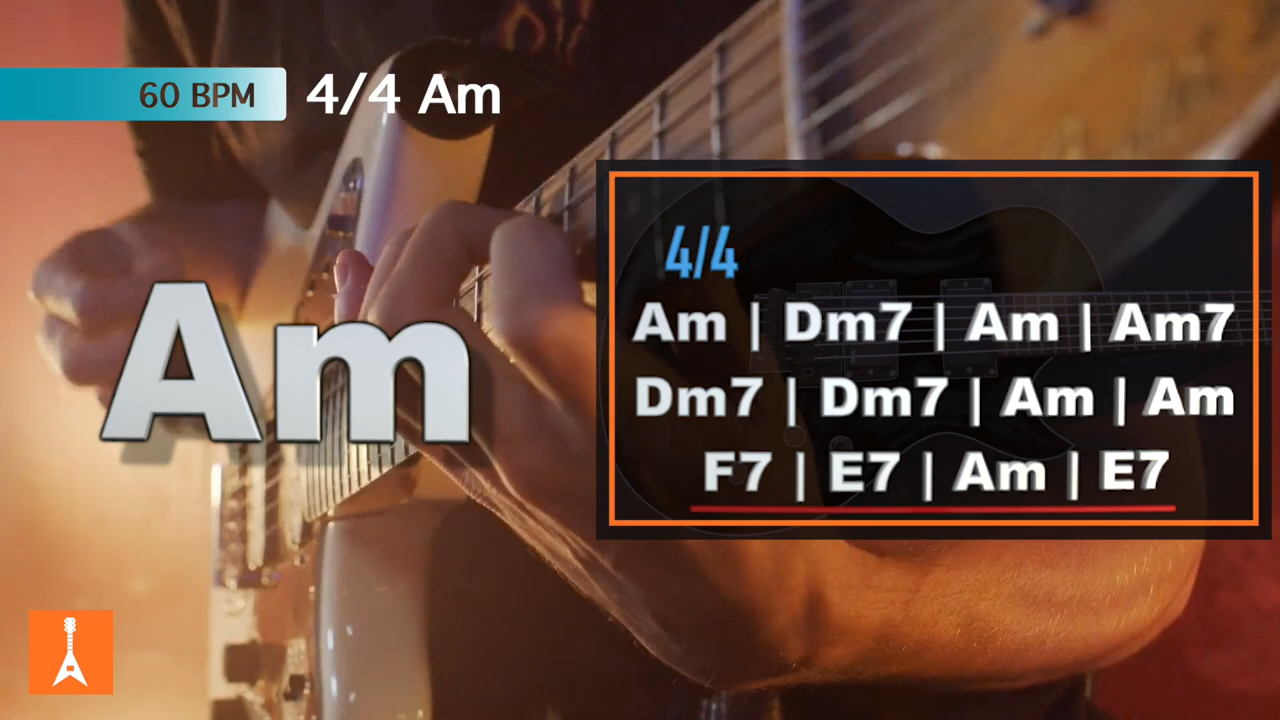 60 BPM 4/4 Am
Am
4/4
Am | Dm7 | Am | Am7
Dm7 | Dm7 | Am | Am
F7 | E7 | Am | E7